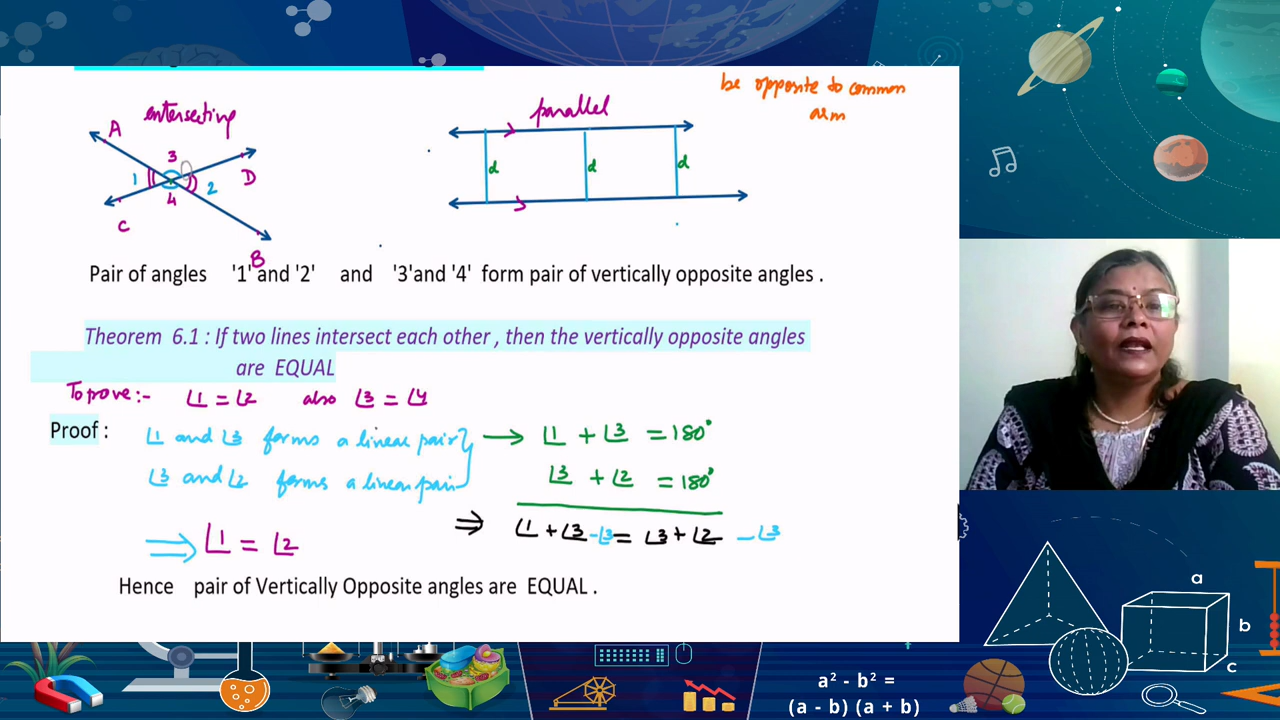 be opposite to common
arm
intersecting
parallel
A
3
1
2
D
4
C
B
d
d
d
Pair of angles '1' and '2' and '3'and '4' form pair of vertically opposite angles .
Theorem 6.1 : If two lines intersect each other , then the vertically opposite angles
are EQUAL
To prove:- ∠1 = ∠2 also ∠3 = ∠4
Proof :
∠1 and ∠3 forms a linear pair } → ∠1 + ∠3 = 180°
∠3 and ∠2 forms a linear pair ∠3 + ∠2 = 180°
⇒ ∠1 + ∠3 - ∠3 = ∠3 + ∠2 - ∠3
⇒ ∠1 = ∠2
Hence pair of Vertically Opposite angles are EQUAL .
a
b
c
a² - b² =
(a - b) (a + b)